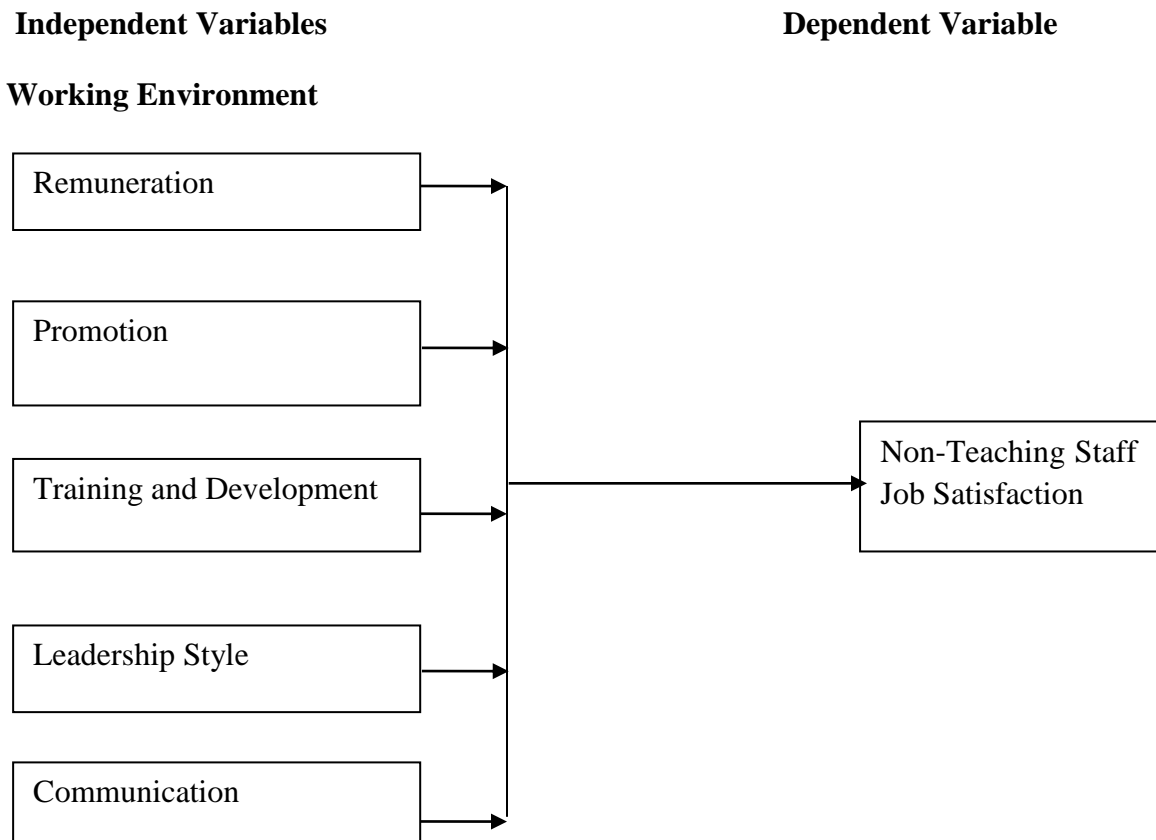 Independent Variables
Dependent Variable
Working Environment
Remuneration
Promotion
Training and Development
Non-Teaching Staff
Job Satisfaction
Leadership Style
Communication